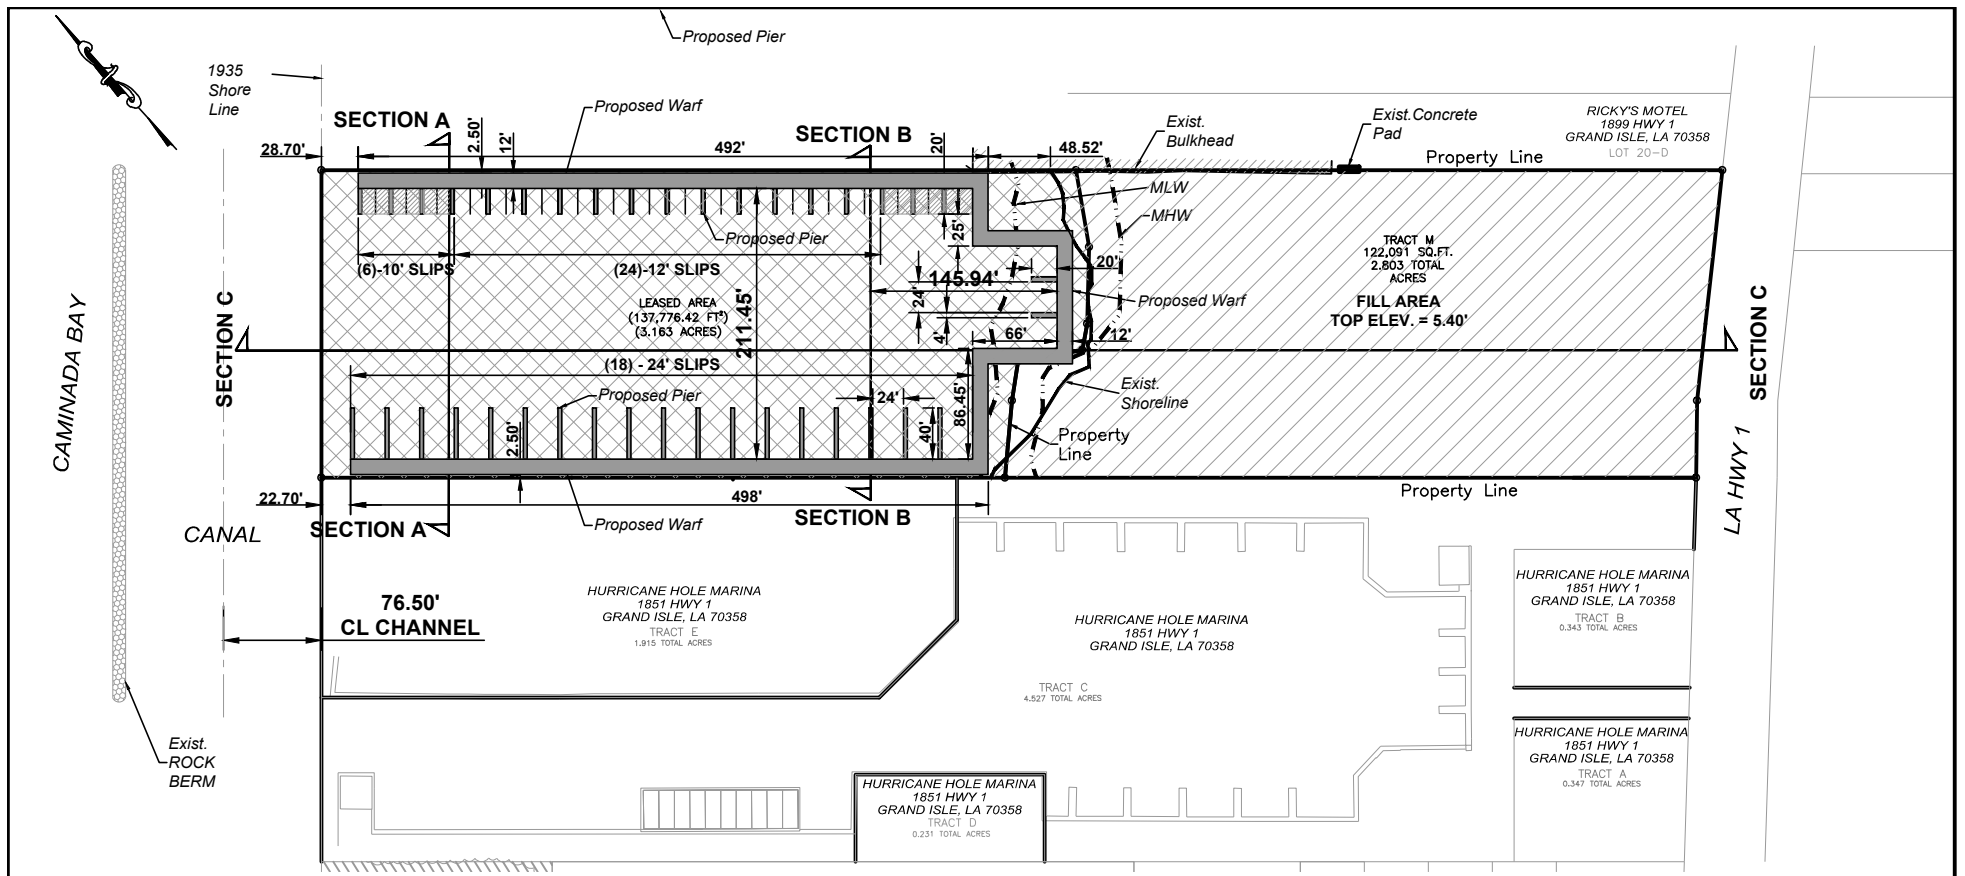 Proposed Pier
1935
Shore
Line
Proposed Warf
SECTION A
2.50'
12'
SECTION B
20'
28.70'
492'
48.52'
Exist.
Bulkhead
Exist.Concrete
Pad
RICKY'S MOTEL
1899 HWY 1
GRAND ISLE, LA 70358
LOT 20-D
Property Line
MLW
MHW
Proposed Pier
25'
(6)-10' SLIPS
(24)-12' SLIPS
145.94'
20'
TRACT M
122,091 SQ.FT.
2.803 TOTAL
ACRES
FILL AREA
TOP ELEV. = 5.40'
LEASED AREA
(137,776.42 FT²)
(3.163 ACRES)
211.45'
24'
4'
Proposed Warf
66'
12'
CAMINADA BAY
SECTION C
SECTION C
(18) - 24' SLIPS
Proposed Pier
24'
86.45'
40'
2.50'
Exist.
Shoreline
Property
Line
LA HWY 1
Property Line
22.70'
498'
SECTION A
Proposed Warf
SECTION B
CANAL
76.50'
CL CHANNEL
HURRICANE HOLE MARINA
1851 HWY 1
GRAND ISLE, LA 70358
TRACT E
1.915 TOTAL ACRES
HURRICANE HOLE MARINA
1851 HWY 1
GRAND ISLE, LA 70358
TRACT C
4.527 TOTAL ACRES
HURRICANE HOLE MARINA
1851 HWY 1
GRAND ISLE, LA 70358
TRACT B
0.343 TOTAL ACRES
Exist.
ROCK
BERM
HURRICANE HOLE MARINA
1851 HWY 1
GRAND ISLE, LA 70358
TRACT A
0.347 TOTAL ACRES
HURRICANE HOLE MARINA
1851 HWY 1
GRAND ISLE, LA 70358
TRACT D
0.231 TOTAL ACRES